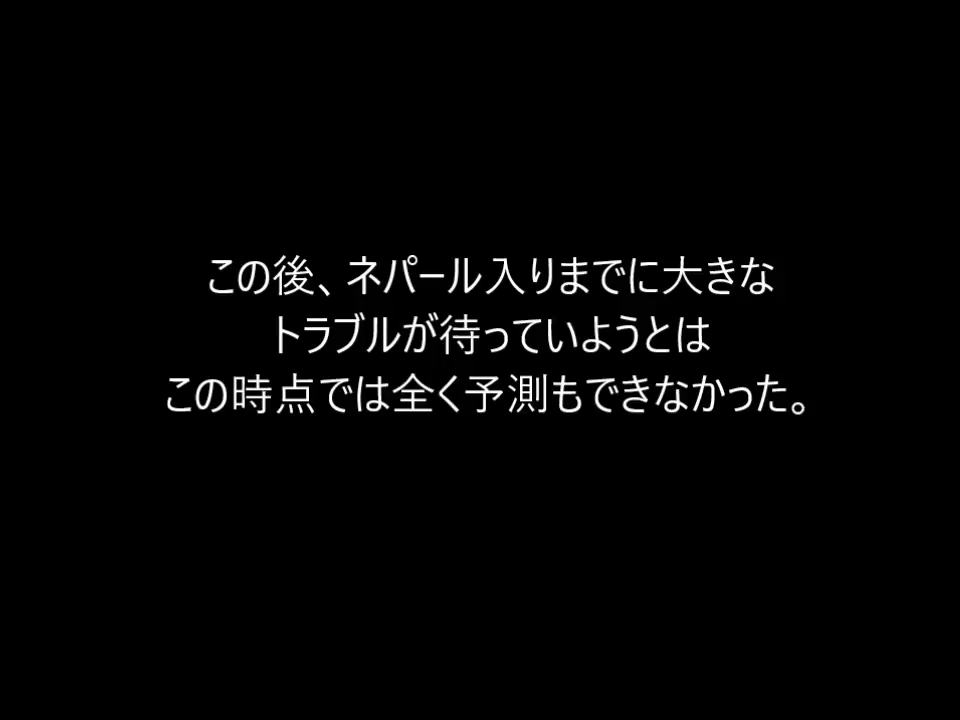 この後、ネパール入りまでに大きな
トラブルが待っていようとは
この時点では全く予測もできなかった。